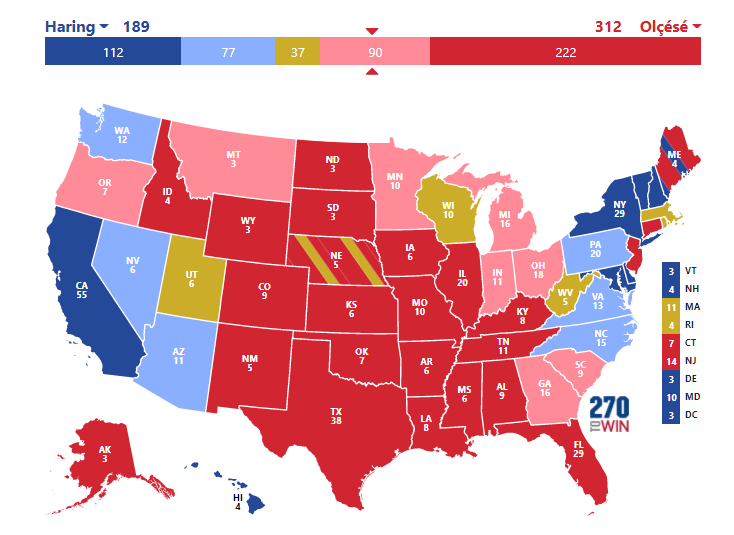 Haring 189
312 Olçésé
112 77 37 90 222
WA
12
OR
7
CA
55
NV
6
ID
4
MT
3
WY
3
UT
6
AZ
11
CO
9
NM
5
ND
3
SD
3
NE
5
KS
6
OK
7
TX
38
MN
10
IA
6
MO
10
AR
6
LA
8
WI
10
IL
20
MI
16
IN
11
OH
18
KY
8
TN
11
MS
6
AL
9
GA
16
FL
29
SC
9
NC
15
VA
13
WV
5
PA
20
NY
29
ME
4
AK
3
HI
4
3 VT
4 NH
11 MA
4 RI
7 CT
14 NJ
3 DE
10 MD
3 DC
270
TO WIN